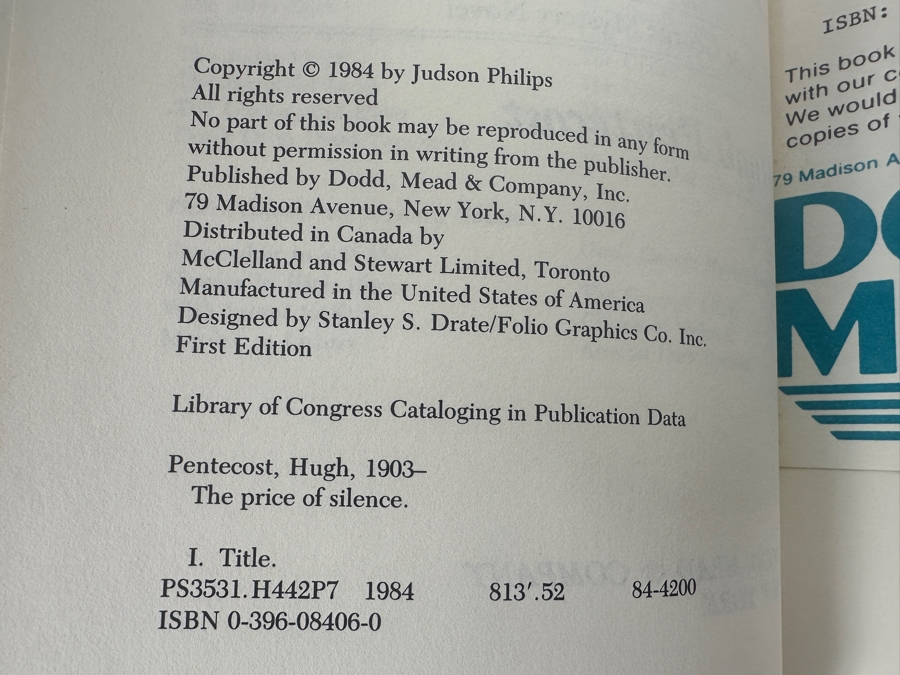 Copyright © 1984 by Judson Philips
All rights reserved
No part of this book may be reproduced in any form
without permission in writing from the publisher.
Published by Dodd, Mead & Company, Inc.
79 Madison Avenue, New York, N.Y. 10016
Distributed in Canada by
McClelland and Stewart Limited, Toronto
Manufactured in the United States of America
Designed by Stanley S. Drate/Folio Graphics Co. Inc.
First Edition
Library of Congress Cataloging in Publication Data
Pentecost, Hugh, 1903–
The price of silence.
I. Title.
PS3531.H442P7 1984 813′.52 84-4200
ISBN 0-396-08406-0
ISBN:
This book
with our
We would
copies of
79 Madison
M